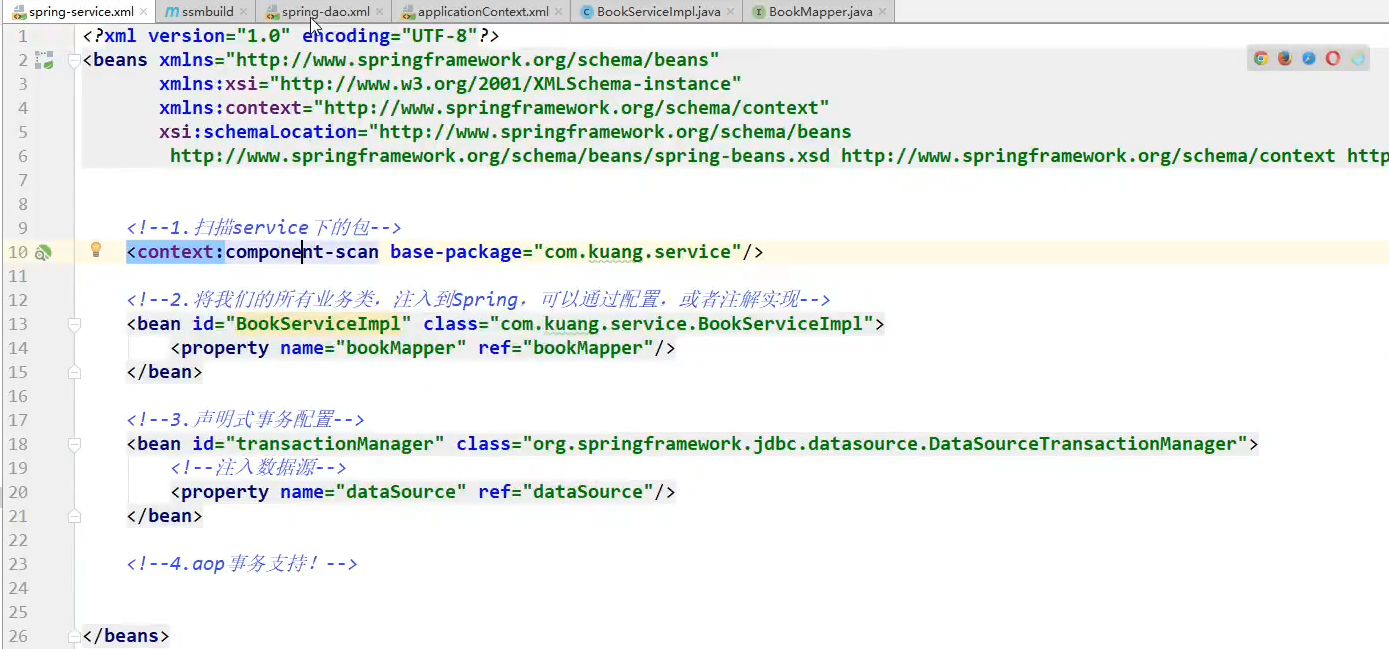 spring-service.xml ssmbuild spring-dao.xml applicationContext.xml BookServiceImpl.java BookMapper.java
1 <?xml version="1.0" encoding="UTF-8"?>
2 <beans xmlns="http://www.springframework.org/schema/beans"
3 xmlns:xsi="http://www.w3.org/2001/XMLSchema-instance"
4 xmlns:context="http://www.springframework.org/schema/context"
5 xsi:schemaLocation="http://www.springframework.org/schema/beans
6 http://www.springframework.org/schema/beans/spring-beans.xsd http://www.springframework.org/schema/context http
7
8
9 <!--1.扫描service下的包-->
10 <context:component-scan base-package="com.kuang.service"/>
11
12 <!--2.将我们的所有业务类，注入到Spring，可以通过配置，或者注解实现-->
13 <bean id="BookServiceImpl" class="com.kuang.service.BookServiceImpl">
14 <property name="bookMapper" ref="bookMapper"/>
15 </bean>
16
17 <!--3.声明式事务配置-->
18 <bean id="transactionManager" class="org.springframework.jdbc.datasource.DataSourceTransactionManager">
19 <!--注入数据源-->
20 <property name="dataSource" ref="dataSource"/>
21 </bean>
22
23 <!--4.aop事务支持！-->
24
25
26 </beans>